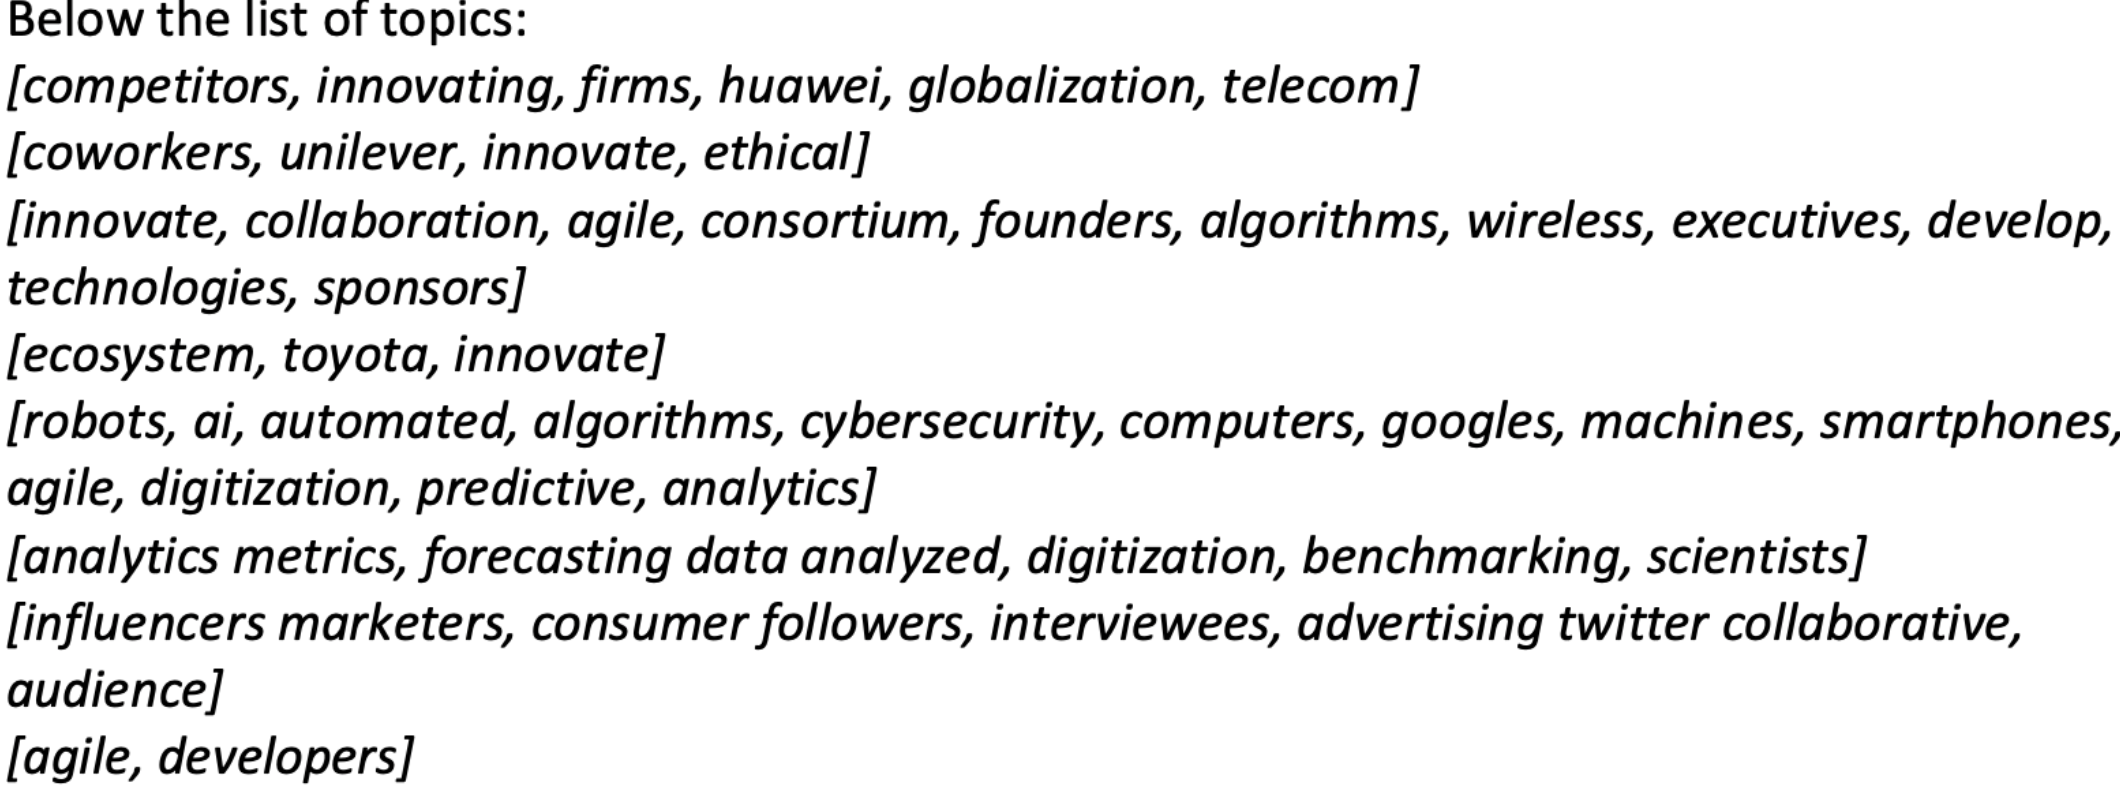 Below the list of topics:
[competitors, innovating, firms, huawei, globalization, telecom]
[coworkers, unilever, innovate, ethical]
[innovate, collaboration, agile, consortium, founders, algorithms, wireless, executives, develop,
technologies, sponsors]
[ecosystem, toyota, innovate]
[robots, ai, automated, algorithms, cybersecurity, computers, googles, machines, smartphones,
agile, digitization, predictive, analytics]
[analytics metrics, forecasting data analyzed, digitization, benchmarking, scientists]
[influencers marketers, consumer followers, interviewees, advertising twitter collaborative,
audience]
[agile, developers]